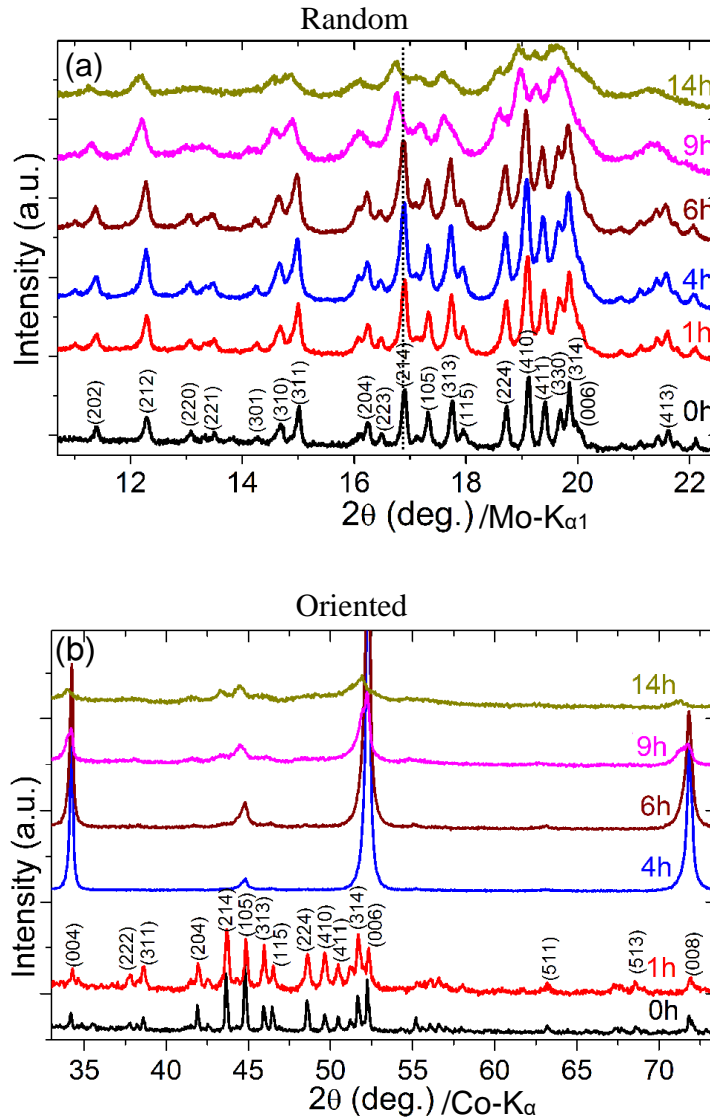 Random
(a)
14h
9h
6h
4h
1h
0h
(202)
(212)
(220)
(221)
(301)
(310)
(311)
(204)
(223)
(214)
(105)
(313)
(115)
(224)
(410)
(411)
(330)
(314)
(006)
(413)
Intensity (a.u.)
12 14 16 18 20 22
2θ (deg.) /Mo-Kα1
Oriented
(b)
14h
9h
6h
4h
1h
0h
(004)
(222)
(311)
(204)
(214)
(105)
(313)
(115)
(224)
(410)
(411)
(314)
(006)
(511)
(513)
(008)
Intensity (a.u.)
35 40 45 50 55 60 65 70
2θ (deg.) /Co-Kα